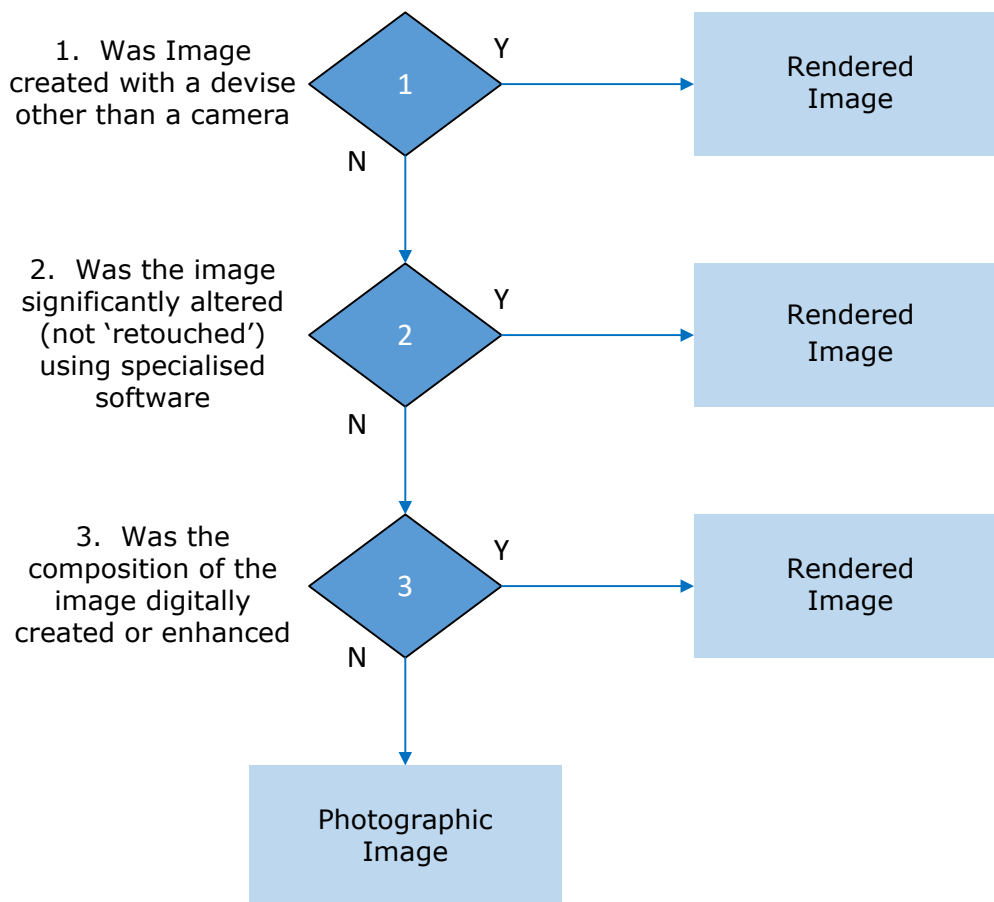 1. Was Image
created with a devise
other than a camera
1
Y
N
Rendered
Image
2. Was the image
significantly altered
(not ‘retouched’)
using specialised
software
2
Y
N
Rendered
Image
3. Was the
composition of the
image digitally
created or enhanced
3
Y
N
Rendered
Image
Photographic
Image